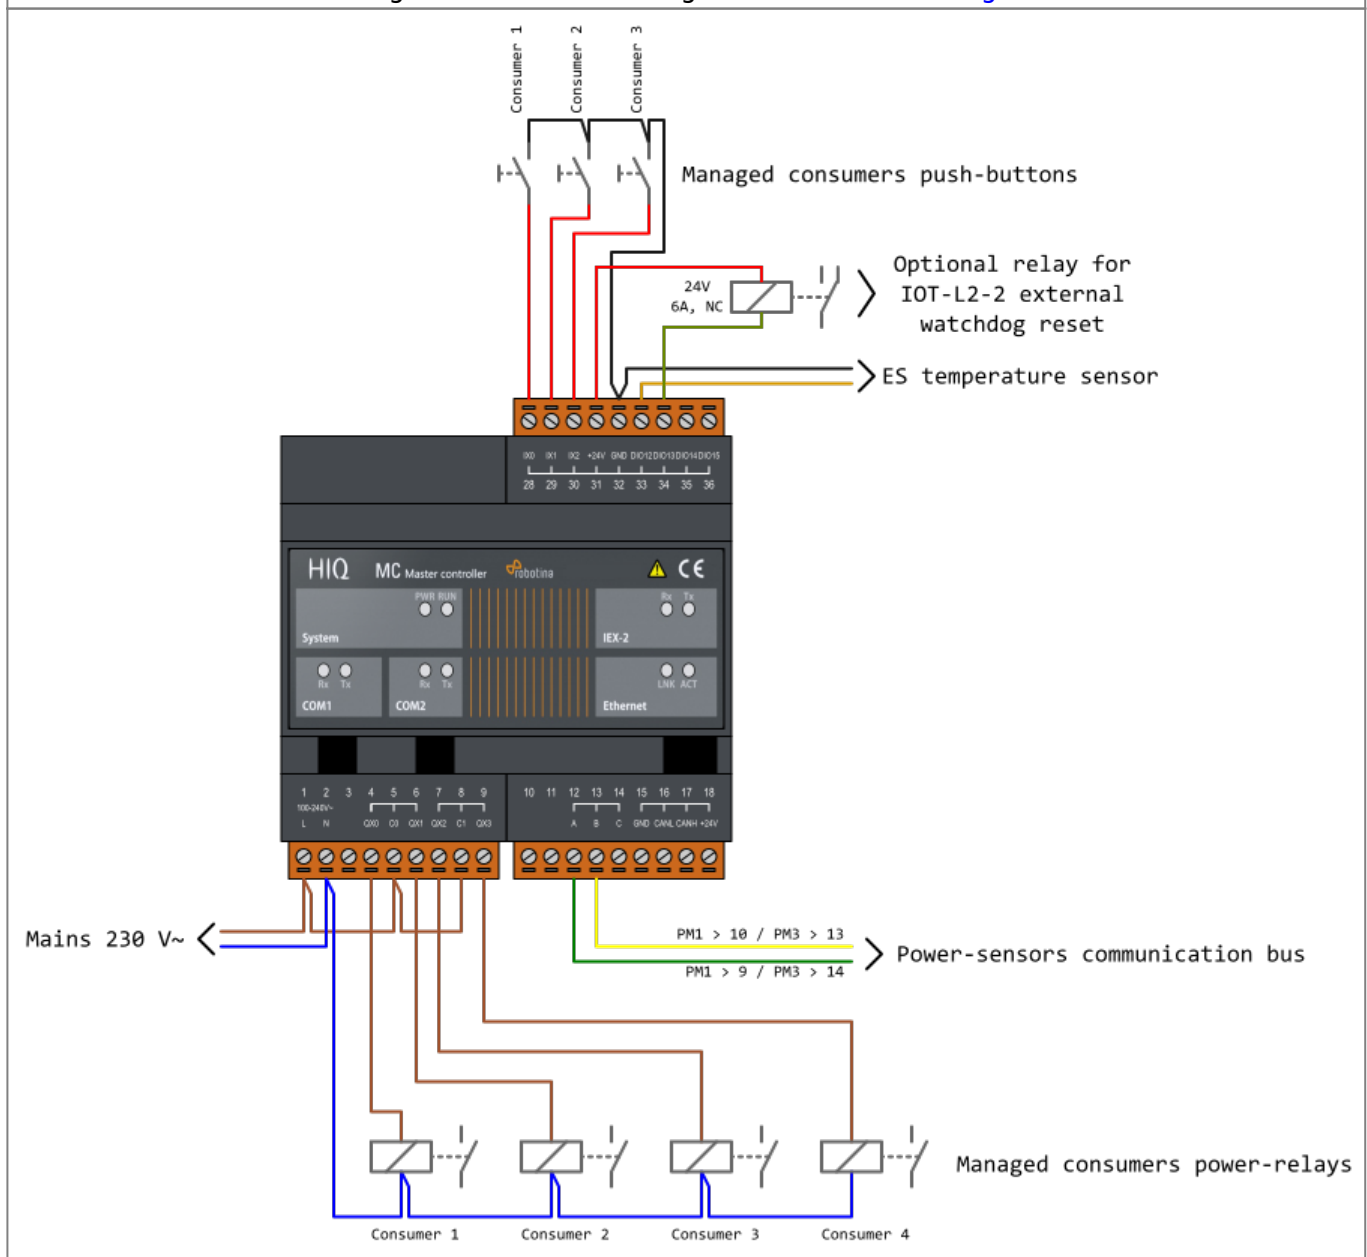 Consumer 1
Consumer 2
Consumer 3
Managed consumers push-buttons
Optional relay for
IOT-L2-2 external
watchdog reset
24V
6A, NC
ES temperature sensor
IX0 IX1 IX2 +24V GND DIO12 DIO13 DIO14 DIO15
28 29 30 31 32 33 34 35 36
HIQ MC Master controller robotina CE
PWR RUN
Rx Tx
System
IEX-2
Rx Tx
Rx Tx
LNK ACT
COM1
COM2
Ethernet
1 2 3 4 5 6 7 8 9 10 11 12 13 14 15 16 17 18
100-240V~
L N QX0 C0 QX1 QX2 C1 QX3 A B C GND CANL CANH +24V
Mains 230 V~
PM1 > 10 / PM3 > 13
Power-sensors communication bus
PM1 > 9 / PM3 > 14
Managed consumers power-relays
Consumer 1
Consumer 2
Consumer 3
Consumer 4